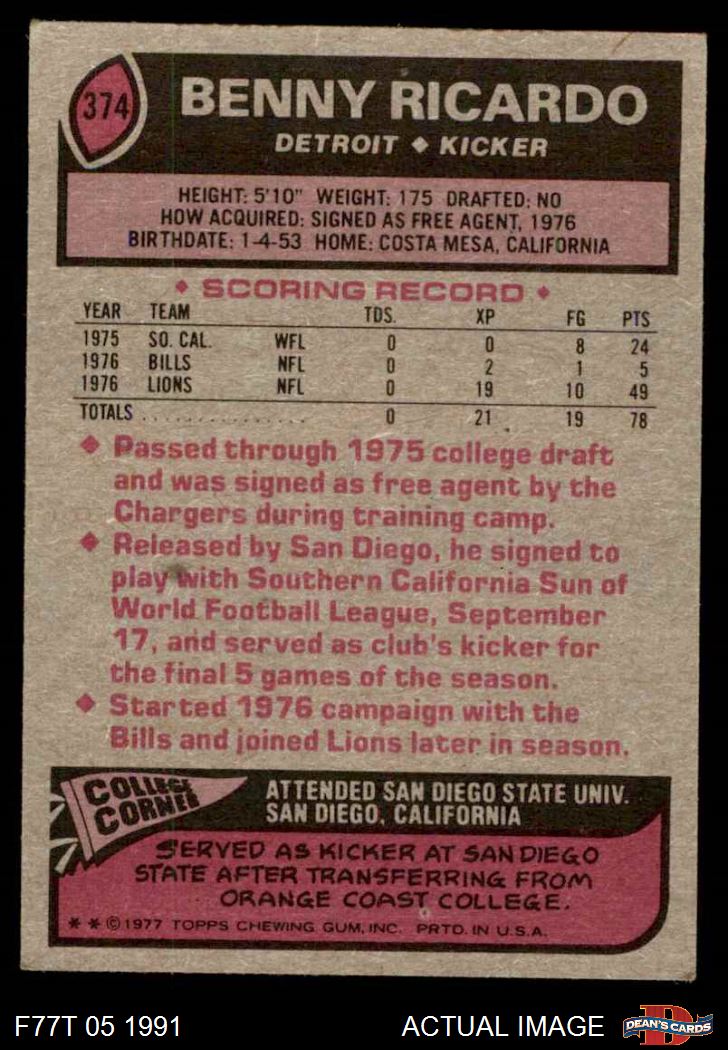 374
BENNY RICARDO
DETROIT ◆ KICKER
HEIGHT: 5'10" WEIGHT: 175 DRAFTED: NO
HOW ACQUIRED: SIGNED AS FREE AGENT, 1976
BIRTHDATE: 1-4-53 HOME: COSTA MESA, CALIFORNIA
◆ SCORING RECORD ◆
YEAR TEAM TDS. XP FG PTS
1975 SO. CAL. WFL 0 0 8 24
1976 BILLS NFL 0 2 1 5
1976 LIONS NFL 0 19 10 49
TOTALS . . . . . . . . . . . . . . . 0 21 19 78
◆ Passed through 1975 college draft
and was signed as free agent by the
Chargers during training camp.
◆ Released by San Diego, he signed to
play with Southern California Sun of
World Football League, September
17, and served as club's kicker for
the final 5 games of the season.
◆ Started 1976 campaign with the
Bills and joined Lions later in season.
COLLEGE
CORNER
ATTENDED SAN DIEGO STATE UNIV.
SAN DIEGO, CALIFORNIA
SERVED AS KICKER AT SAN DIEGO
STATE AFTER TRANSFERRING FROM
ORANGE COAST COLLEGE.
* * © 1977 TOPPS CHEWING GUM, INC. PRTD. IN U.S.A.
F77T 05 1991
ACTUAL IMAGE
D
DEAN'S CARDS